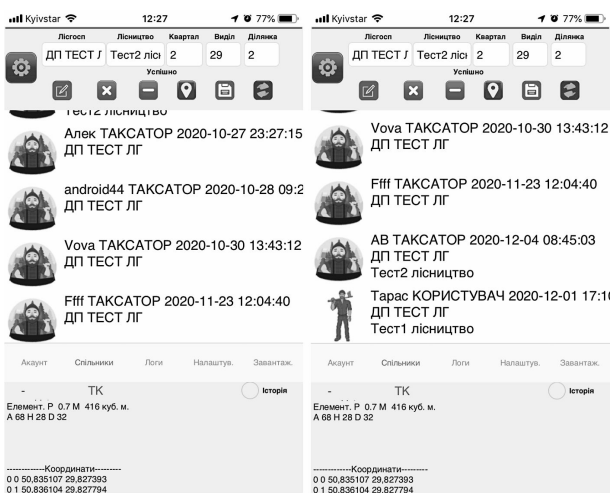 Kyivstar 12:27 77%
Лісгосп Лісництво Квартал Виділ Ділянка
ДП ТЕСТ Л Тест2 ліс 2 29 2
Успішно
Тест2 лісництво
Алек ТАКСАТОР 2020-10-27 23:27:15
ДП ТЕСТ ЛГ
android44 ТАКСАТОР 2020-10-28 09:2
ДП ТЕСТ ЛГ
Vova ТАКСАТОР 2020-10-30 13:43:12
ДП ТЕСТ ЛГ
Ffff ТАКСАТОР 2020-11-23 12:04:40
ДП ТЕСТ ЛГ
Акаунт Спільники Логи Налаштув. Завантаж.
- ТК Історія
Елемент. Р 0.7 М 416 куб. м.
А 68 Н 28 D 32
-------------Координати---------
0 0 50,835107 29,827393
0 1 50,836104 29,827794
Kyivstar 12:27 77%
Лісгосп Лісництво Квартал Виділ Ділянка
ДП ТЕСТ Л Тест2 ліс 2 29 2
Успішно
Vova ТАКСАТОР 2020-10-30 13:43:12
ДП ТЕСТ ЛГ
Ffff ТАКСАТОР 2020-11-23 12:04:40
ДП ТЕСТ ЛГ
АВ ТАКСАТОР 2020-12-04 08:45:03
ДП ТЕСТ ЛГ
Тест2 лісництво
Тарас КОРИСТУВАЧ 2020-12-01 17:10
ДП ТЕСТ ЛГ
Тест1 лісництво
Акаунт Спільники Логи Налаштув. Завантаж.
- ТК Історія
Елемент. Р 0.7 М 416 куб. м.
А 68 Н 28 D 32
-------------Координати---------
0 0 50,835107 29,827393
0 1 50,836104 29,827794